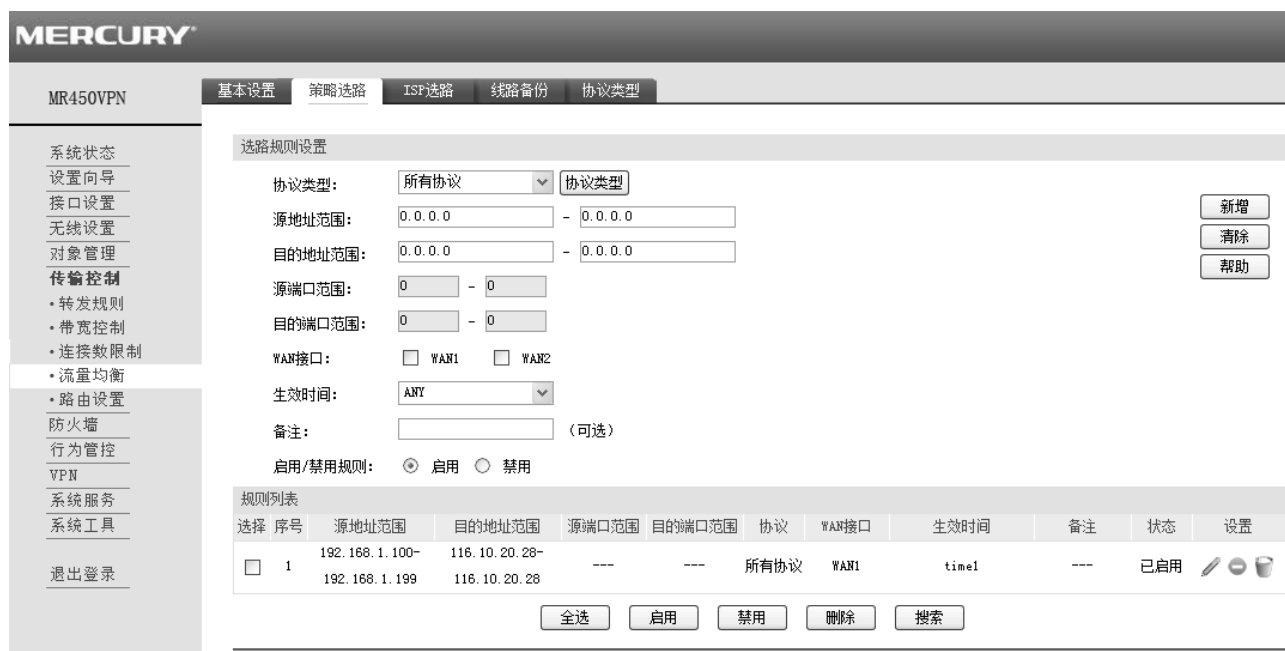 MERCURY
MR450VPN
基本设置 策略选路 ISP选路 线路备份 协议类型
系统状态
设置向导
接口设置
无线设置
对象管理
传输控制
·转发规则
·带宽控制
·连接数限制
·流量均衡
·路由设置
防火墙
行为管控
VPN
系统服务
系统工具
退出登录
选路规则设置
协议类型: 所有协议 协议类型
源地址范围: 0.0.0.0 - 0.0.0.0
目的地址范围: 0.0.0.0 - 0.0.0.0
源端口范围: 0 - 0
目的端口范围: 0 - 0
WAN接口: WAN1 WAN2
生效时间: ANY
备注: (可选)
启用/禁用规则: 启用 禁用
新增
清除
帮助
规则列表
选择 序号 源地址范围 目的地址范围 源端口范围 目的端口范围 协议 WAN接口 生效时间 备注 状态 设置
192.168.1.100- 116.10.20.28-
1 --- --- 所有协议 WAN1 time1 --- 已启用
192.168.1.199 116.10.20.28
全选 启用 禁用 删除 搜索